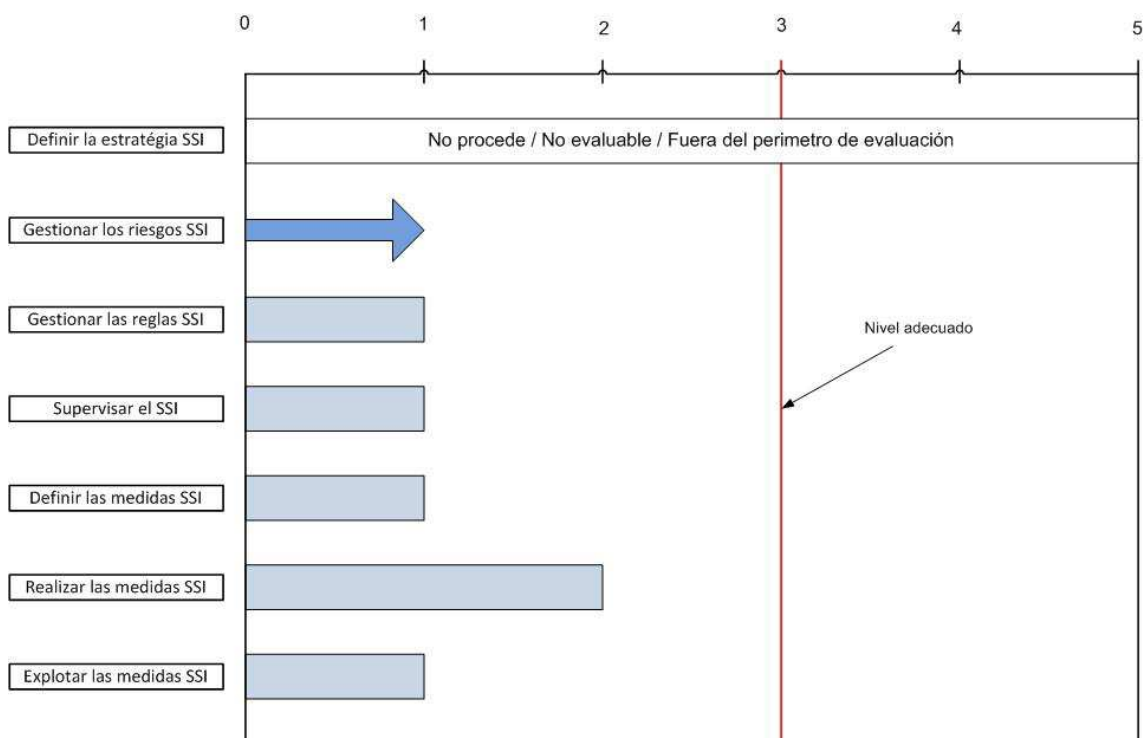 0 1 2 3 4 5
Definir la estratégia SSI
No procede / No evaluable / Fuera del perimetro de evaluación
Gestionar los riesgos SSI
Gestionar las reglas SSI
Nivel adecuado
Supervisar el SSI
Definir las medidas SSI
Realizar las medidas SSI
Explotar las medidas SSI